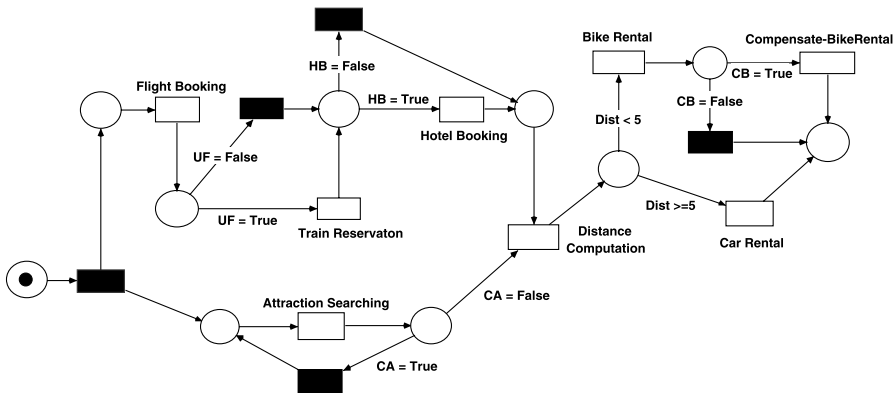 Bike Rental
Compensate-BikeRental
HB = False
CB = True
Flight Booking
HB = True
CB = False
Hotel Booking
Dist < 5
UF = False
UF = True
Train Reservaton
Dist >=5
Distance
Computation
Car Rental
Attraction Searching
CA = False
CA = True